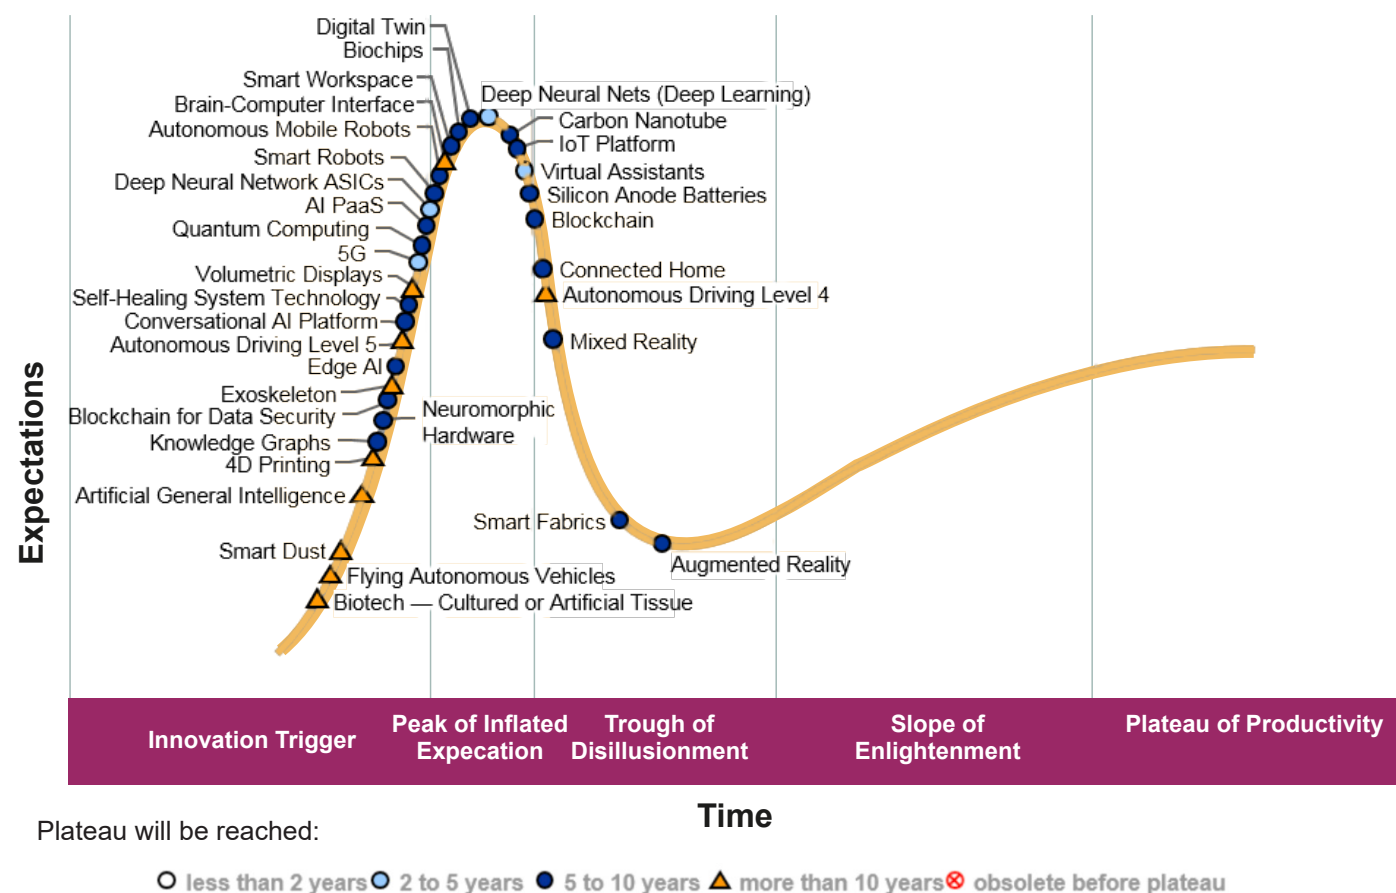 Digital Twin
Biochips
Smart Workspace
Brain-Computer Interface
Autonomous Mobile Robots
Smart Robots
Deep Neural Network ASICs
AI PaaS
Quantum Computing
5G
Volumetric Displays
Self-Healing System Technology
Conversational AI Platform
Autonomous Driving Level 5
Edge AI
Exoskeleton
Blockchain for Data Security
Neuromorphic
Hardware
Knowledge Graphs
4D Printing
Artificial General Intelligence
Smart Dust
Flying Autonomous Vehicles
Biotech — Cultured or Artificial Tissue
Deep Neural Nets (Deep Learning)
Carbon Nanotube
IoT Platform
Virtual Assistants
Silicon Anode Batteries
Blockchain
Connected Home
Autonomous Driving Level 4
Mixed Reality
Smart Fabrics
Augmented Reality
Expectations
Innovation Trigger
Peak of Inflated
Expecation
Trough of
Disillusionment
Slope of
Enlightenment
Plateau of Productivity
Time
Plateau will be reached:
less than 2 years
2 to 5 years
5 to 10 years
more than 10 years
obsolete before plateau